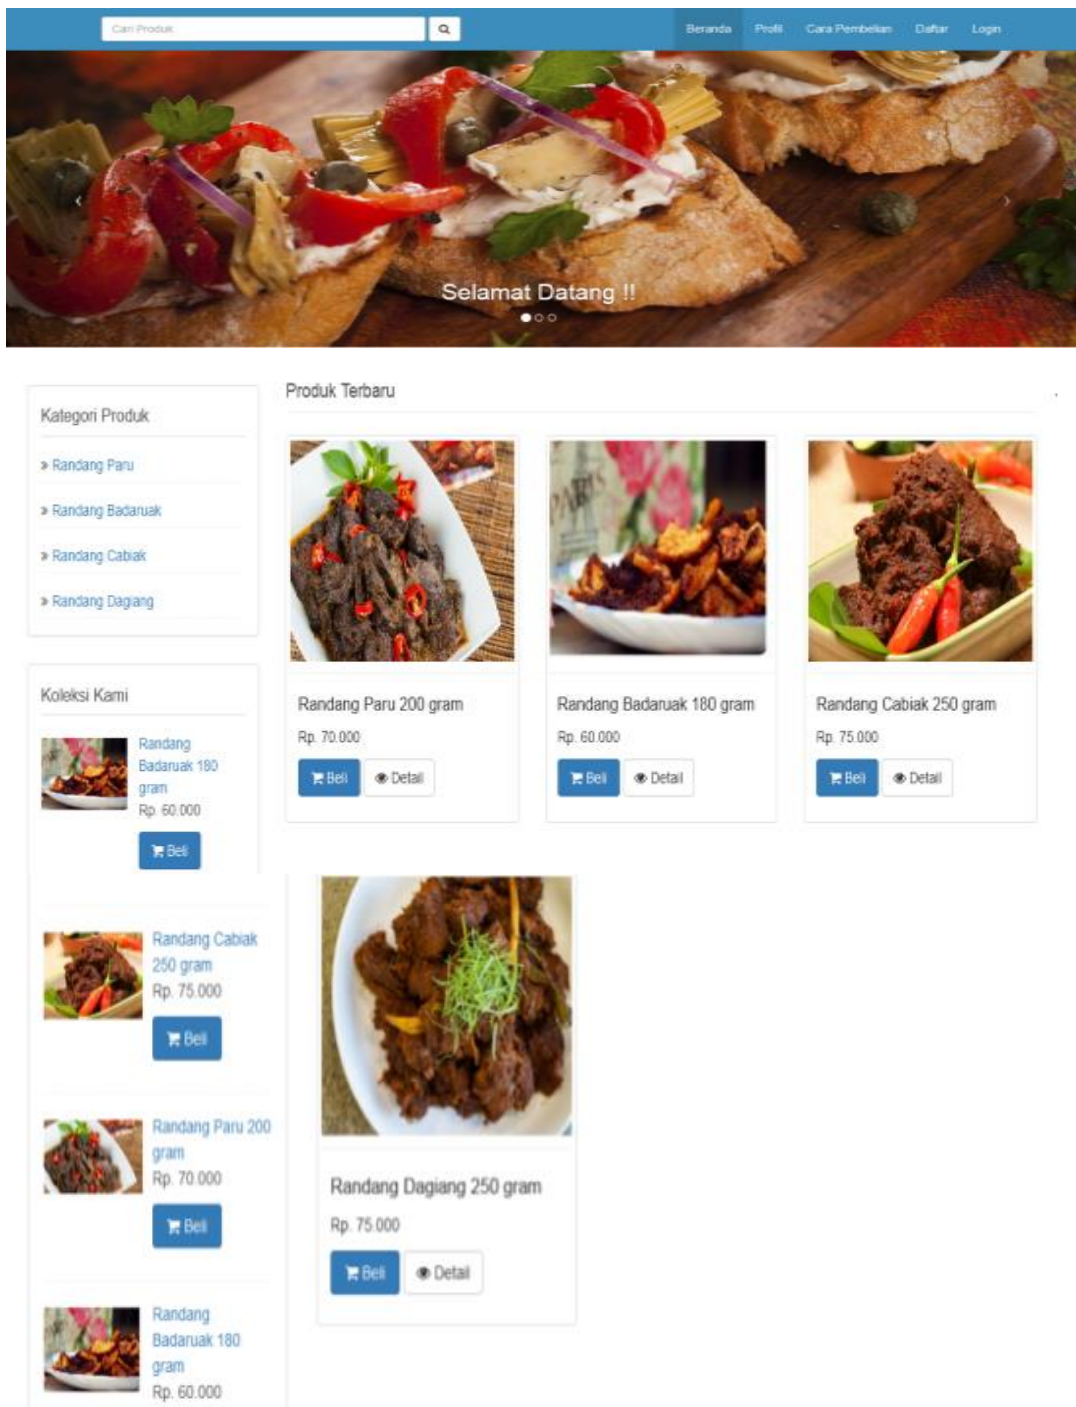 Cari Produk
Beranda Profil Cara Pembelian Daftar Login
Selamat Datang !!
Kategori Produk
» Randang Paru
» Randang Badaruak
» Randang Cabiak
» Randang Dagiang
Koleksi Kami
Randang
Badaruak 180
gram
Rp. 60.000
Beli
Randang Cabiak
250 gram
Rp. 75.000
Beli
Randang Paru 200
gram
Rp. 70.000
Beli
Randang
Badaruak 180
gram
Rp. 60.000
Produk Terbaru
Randang Paru 200 gram
Rp. 70.000
Beli Detail
Randang Badaruak 180 gram
Rp. 60.000
Beli Detail
Randang Cabiak 250 gram
Rp. 75.000
Beli Detail
Randang Dagiang 250 gram
Rp. 75.000
Beli Detail